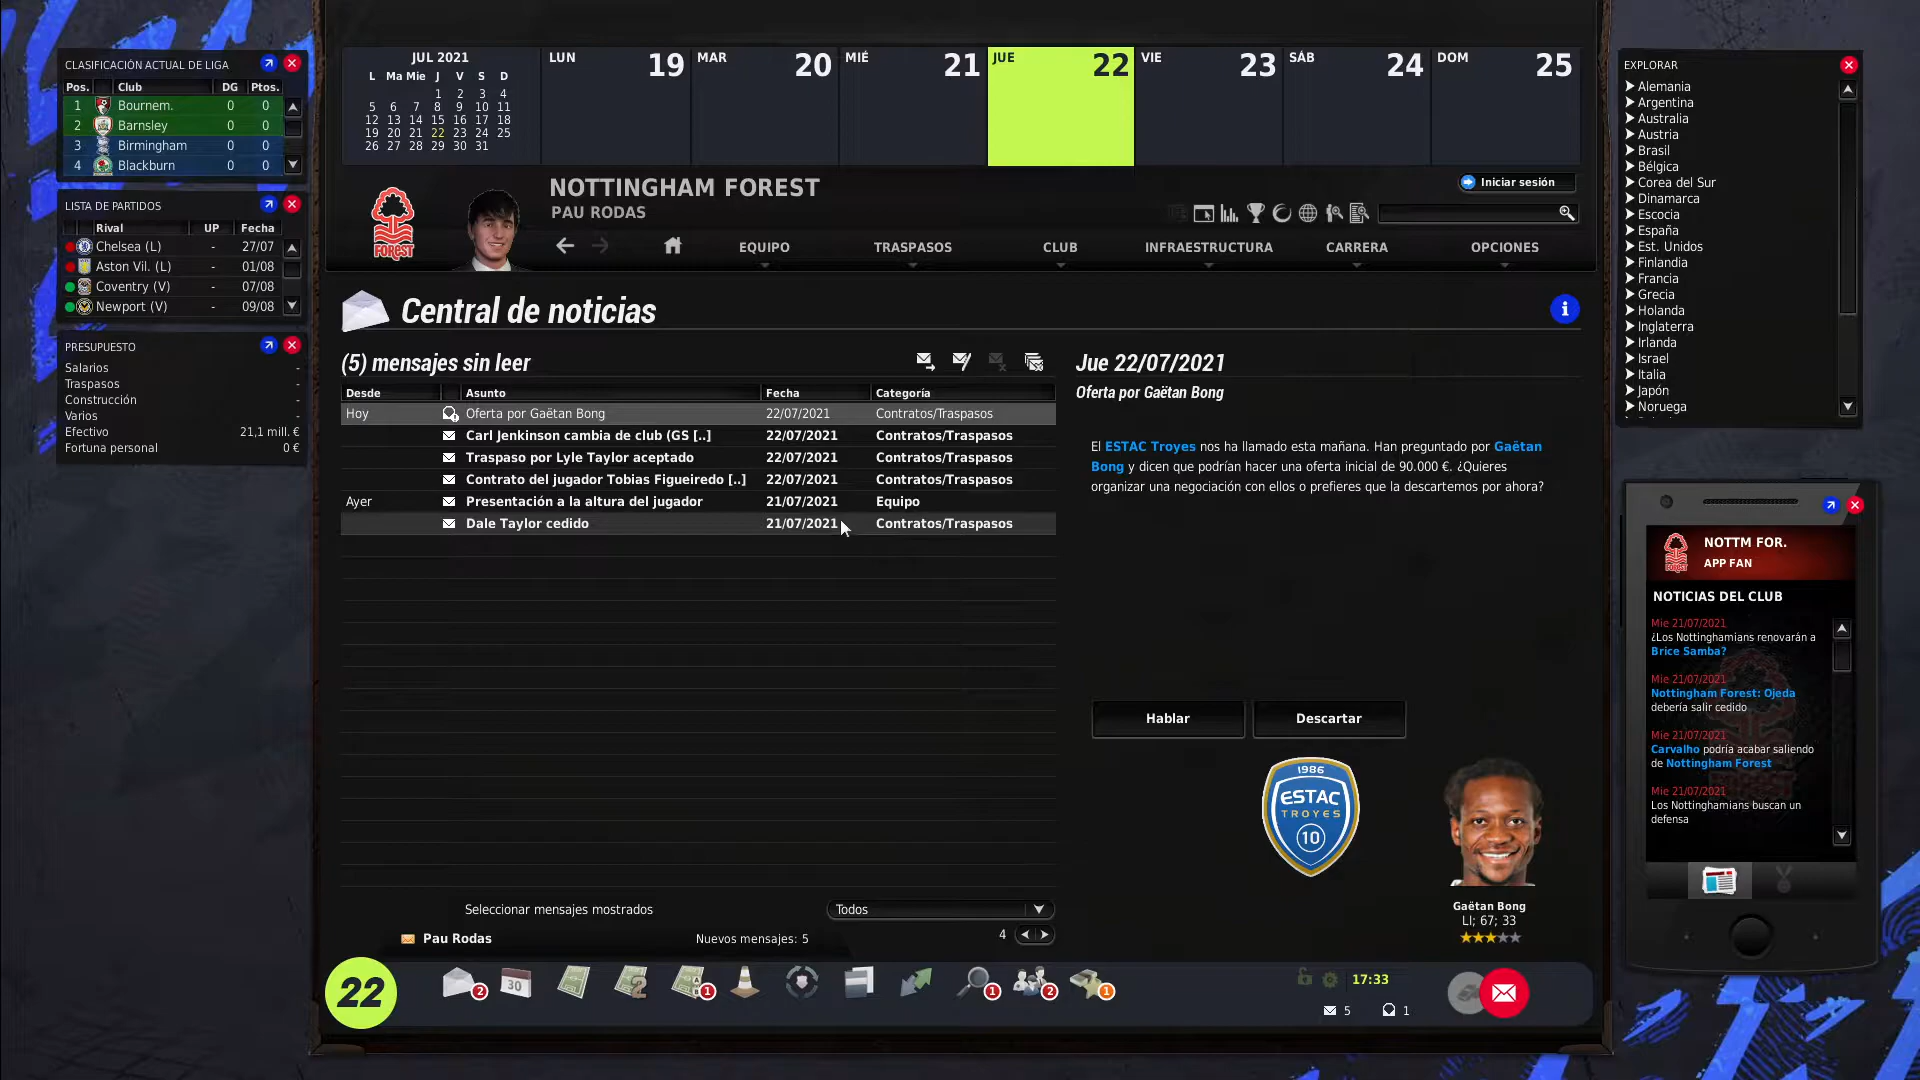 CLASIFICACIÓN ACTUAL DE LIGA
Pos. Club DG Ptos.
1 Bournem. 0 0
2 Barnsley 0 0
3 Birmingham 0 0
4 Blackburn 0 0
LISTA DE PARTIDOS
Rival UP Fecha
Chelsea (L) - 27/07
Aston Vil. (L) - 01/08
Coventry (V) - 07/08
Newport (V) - 09/08
PRESUPUESTO
Salarios -
Traspasos -
Construcción -
Varios -
Efectivo 21,1 mill. €
Fortuna personal 0 €
JUL 2021
L Ma Mie J V S D
1 2 3 4
5 6 7 8 9 10 11
12 13 14 15 16 17 18
19 20 21 22 23 24 25
26 27 28 29 30 31
LUN 19 MAR 20 MIÉ 21 JUE 22 VIE 23 SÁB 24 DOM 25
NOTTINGHAM FOREST
PAU RODAS
FOREST
Iniciar sesión
EQUIPO TRASPASOS CLUB INFRAESTRUCTURA CARRERA OPCIONES
Central de noticias
(5) mensajes sin leer
Desde Asunto Fecha Categoría
Hoy Oferta por Gaëtan Bong 22/07/2021 Contratos/Traspasos
Carl Jenkinson cambia de club (GS [..] 22/07/2021 Contratos/Traspasos
Traspaso por Lyle Taylor aceptado 22/07/2021 Contratos/Traspasos
Contrato del jugador Tobias Figueiredo [..] 22/07/2021 Contratos/Traspasos
Ayer Presentación a la altura del jugador 21/07/2021 Equipo
Dale Taylor cedido 21/07/2021 Contratos/Traspasos
Seleccionar mensajes mostrados Todos
Pau Rodas Nuevos mensajes: 5 4
Jue 22/07/2021
Oferta por Gaëtan Bong
El ESTAC Troyes nos ha llamado esta mañana. Han preguntado por Gaëtan
Bong y dicen que podrían hacer una oferta inicial de 90.000 €. ¿Quieres
organizar una negociación con ellos o prefieres que la descartemos por ahora?
Hablar Descartar
1986
ESTAC
TROYES
10
Gaëtan Bong
LI; 67; 33
22
2 30 2 1 1 2 1
17:33
5 1
EXPLORAR
Alemania
Argentina
Australia
Austria
Brasil
Bélgica
Corea del Sur
Dinamarca
Escocia
España
Est. Unidos
Finlandia
Francia
Grecia
Holanda
Inglaterra
Irlanda
Israel
Italia
Japón
Noruega
NOTTM FOR.
APP FAN
NOTICIAS DEL CLUB
Mie 21/07/2021
¿Los Nottinghamians renovarán a
Brice Samba?
Mie 21/07/2021
Nottingham Forest: Ojeda
debería salir cedido
Mie 21/07/2021
Carvalho podría acabar saliendo
de Nottingham Forest
Mie 21/07/2021
Los Nottinghamians buscan un
defensa